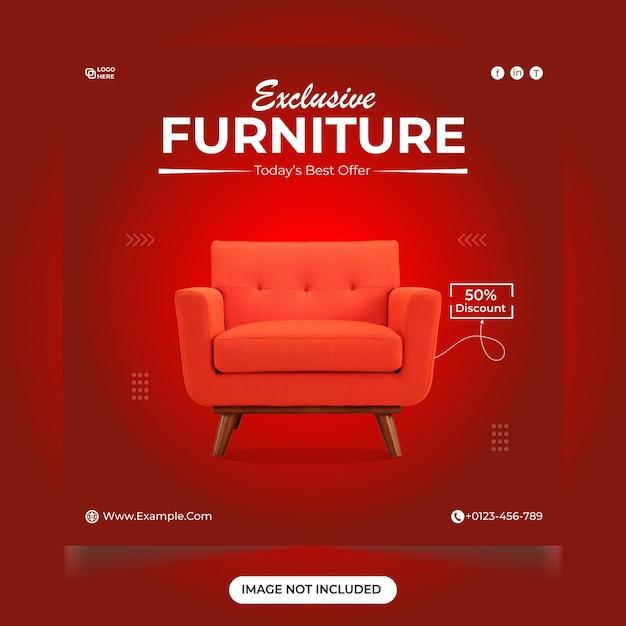 LOGO
HERE
f in T
Exclusive
FURNITURE
Today's Best Offer
50%
Discount
Www.Example.Com
+0123-456-789
IMAGE NOT INCLUDED